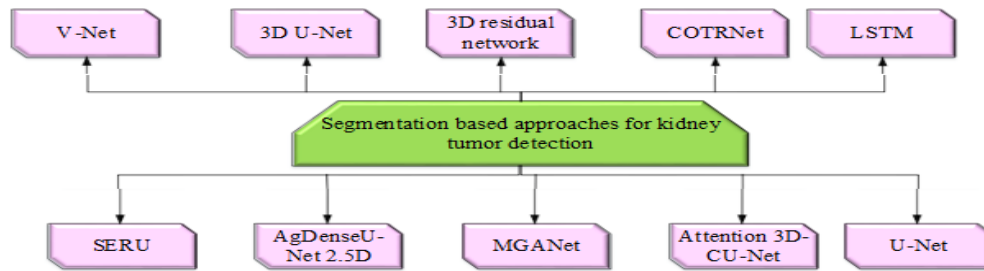 V-Net
3D U-Net
3D residual
network
COTRNet
LSTM
Segmentation based approaches for kidney
tumor detection
SERU
AgDenseU-
Net 2.5D
MGANet
Attention 3D-
CU-Net
U-Net